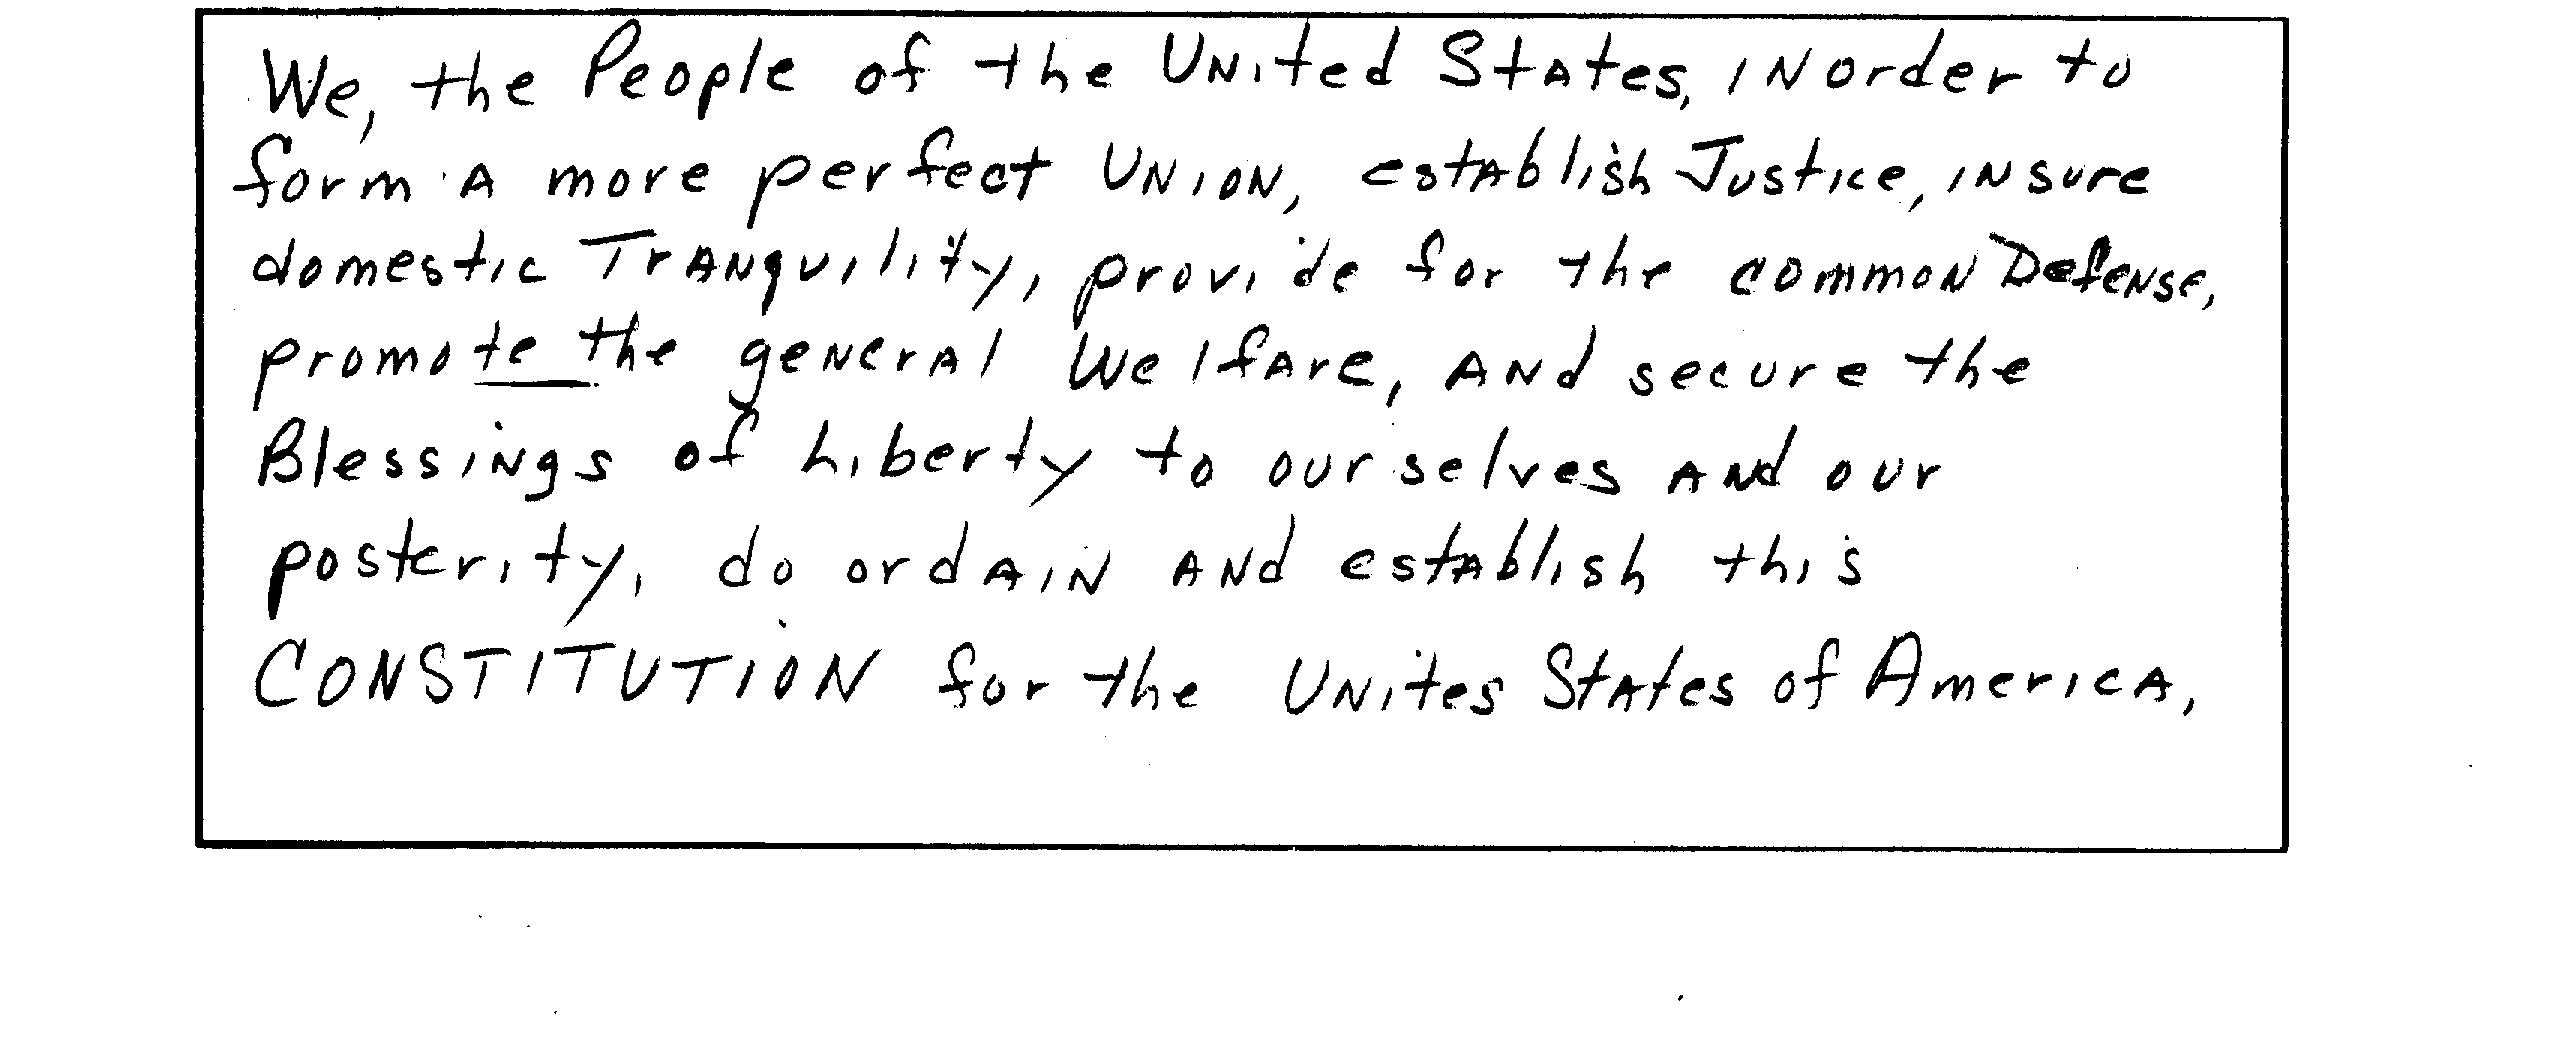 We, the People of the United States, in order to
form a more perfect Union, establish Justice, insure
domestic Tranquility, provide for the common Defense,
promote the general Welfare, and secure the
Blessings of Liberty to ourselves and our
posterity, do ordain and establish this
CONSTITUTION for the Unites States of America,